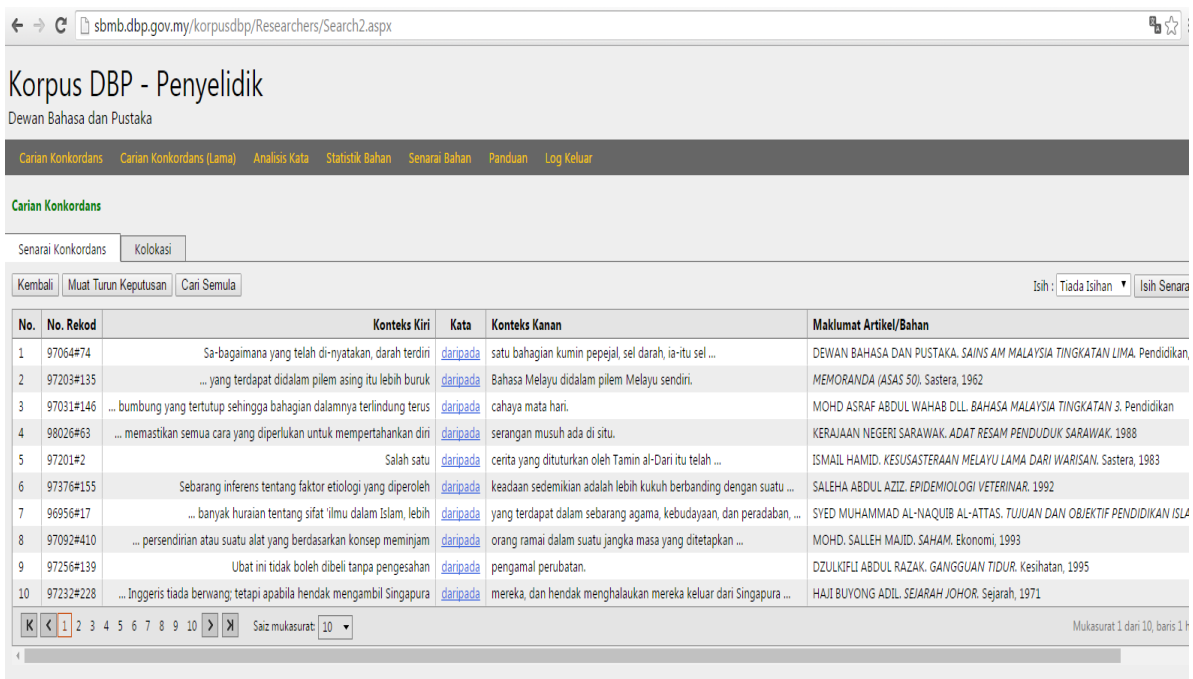 sbmb.dbp.gov.my/korpusdbp/Researchers/Search2.aspx
Korpus DBP - Penyelidik
Dewan Bahasa dan Pustaka
Carian Konkordans Carian Konkordans (Lama) Analisis Kata Statistik Bahan Senarai Bahan Panduan Log Keluar
Carian Konkordans
Senarai Konkordans Kolokasi
Kembali Muat Turun Keputusan Cari Semula Isih : Tiada Isihan Isih Senara
No. No. Rekod Konteks Kiri Kata Konteks Kanan Maklumat Artikel/Bahan
1 97064#74 Sa-bagaimana yang telah di-nyatakan, darah terdiri daripada satu bahagian kumin pepejal, sel darah, ia-itu sel ... DEWAN BAHASA DAN PUSTAKA. SAINS AM MALAYSIA TINGKATAN LIMA. Pendidikan,
2 97203#135 ... yang terdapat didalam pilem asing itu lebih buruk daripada Bahasa Melayu didalam pilem Melayu sendiri. MEMORANDA (ASAS 50). Sastera, 1962
3 97031#146 ... bumbung yang tertutup sehingga bahagian dalamnya terlindung terus daripada cahaya mata hari. MOHD ASRAF ABDUL WAHAB DLL. BAHASA MALAYSIA TINGKATAN 3. Pendidikan
4 98026#63 ... memastikan semua cara yang diperlukan untuk mempertahankan diri daripada serangan musuh ada di situ. KERAJAAN NEGERI SARAWAK. ADAT RESAM PENDUDUK SARAWAK. 1988
5 97201#2 Salah satu daripada cerita yang dituturkan oleh Tamin al-Dari itu telah ... ISMAIL HAMID. KESUSASTERAAN MELAYU LAMA DARI WARISAN. Sastera, 1983
6 97376#155 Sebarang inferens tentang faktor etiologi yang diperoleh daripada keadaan sedemikian adalah lebih kukuh berbanding dengan suatu ... SALEHA ABDUL AZIZ. EPIDEMIOLOGI VETERINAR. 1992
7 96956#17 ... banyak huraian tentang sifat 'ilmu dalam Islam, lebih daripada yang terdapat dalam sebarang agama, kebudayaan, dan peradaban, ... SYED MUHAMMAD AL-NAQUIB AL-ATTAS. TUJUAN DAN OBJEKTIF PENDIDIKAN ISLA
8 97092#410 ... persendirian atau suatu alat yang berdasarkan konsep meminjam daripada orang ramai dalam suatu jangka masa yang ditetapkan ... MOHD. SALLEH MAJID. SAHAM. Ekonomi, 1993
9 97256#139 Ubat ini tidak boleh dibeli tanpa pengesahan daripada pengamal perubatan. DZULKIFLI ABDUL RAZAK. GANGGUAN TIDUR. Kesihatan, 1995
10 97232#228 ... Inggeris tiada berwang; tetapi apabila hendak mengambil Singapura daripada mereka, dan hendak menghalaukan mereka keluar dari Singapura ... HAJI BUYONG ADIL. SEJARAH JOHOR. Sejarah, 1971
1 2 3 4 5 6 7 8 9 10 Saiz mukasurat: 10 Mukasurat 1 dari 10, baris 1 h